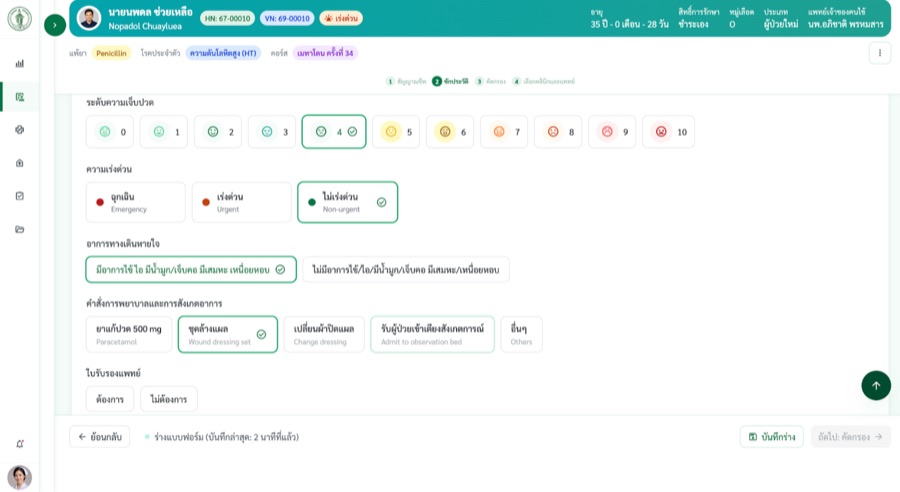 นายนพดล ช่วยเหลือ HN: 67-00010 VN: 69-00010 เร่งด่วน
Nopadol Chuayluea
อายุ สิทธิ์การรักษา หมู่เลือด ประเภท แพทย์เจ้าของคนไข้
35 ปี - 0 เดือน - 28 วัน ชำระเอง O ผู้ป่วยใหม่ นพ.อภิชาติ พรหมสาร
แพ้ยา Penicillin โรคประจำตัว ความดันโลหิตสูง (HT) คอร์ส เมทาโดน ครั้งที่ 34
1 สัญญาณชีพ 2 ซักประวัติ 3 คัดกรอง 4 เลือกคลินิกและแพทย์
ระดับความเจ็บปวด
0 1 2 3 4 5 6 7 8 9 10
ความเร่งด่วน
ฉุกเฉิน เร่งด่วน ไม่เร่งด่วน
Emergency Urgent Non-urgent
อาการทางเดินหายใจ
มีอาการไข้ ไอ มีน้ำมูก/เจ็บคอ มีเสมหะ เหนื่อยหอบ ไม่มีอาการไข้/ไอ/มีน้ำมูก/เจ็บคอ มีเสมหะ/เหนื่อยหอบ
คำสั่งการพยาบาลและการสังเกตอาการ
ยาแก้ปวด 500 mg ชุดล้างแผล เปลี่ยนผ้าปิดแผล รับผู้ป่วยเข้าเตียงสังเกตการณ์ อื่นๆ
Paracetamol Wound dressing set Change dressing Admit to observation bed Others
ใบรับรองแพทย์
ต้องการ ไม่ต้องการ
ย้อนกลับ ร่างแบบฟอร์ม (บันทึกล่าสุด: 2 นาทีที่แล้ว) บันทึกร่าง ถัดไป: คัดกรอง